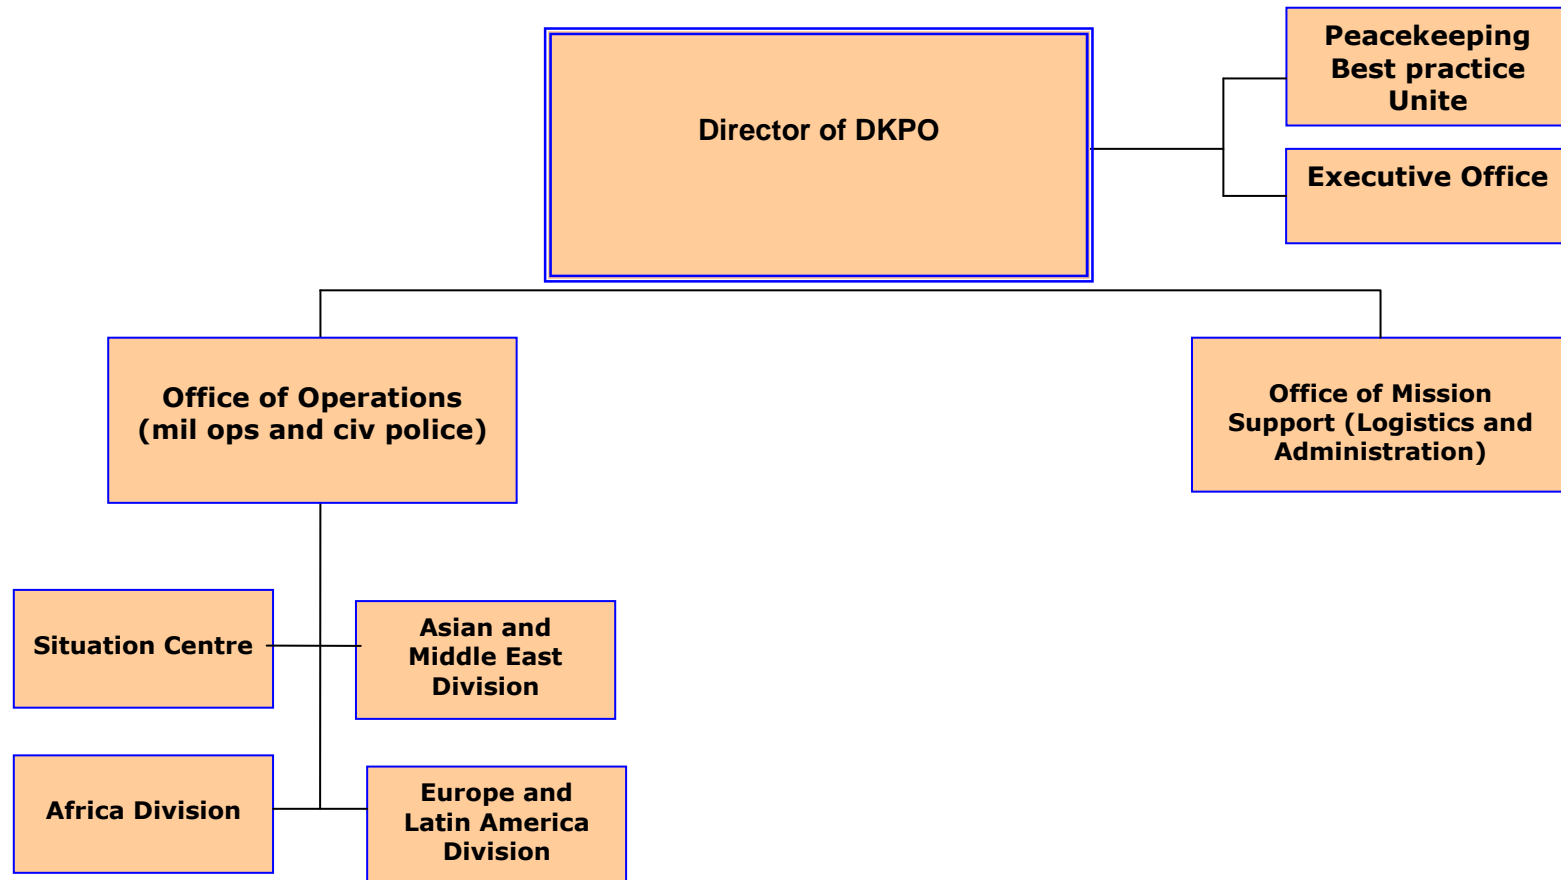 Peacekeeping
Best practice
Unite
Director of DKPO
Executive Office
Office of Operations
(mil ops and civ police)
Office of Mission
Support (Logistics and
Administration)
Situation Centre
Asian and
Middle East
Division
Africa Division
Europe and
Latin America
Division